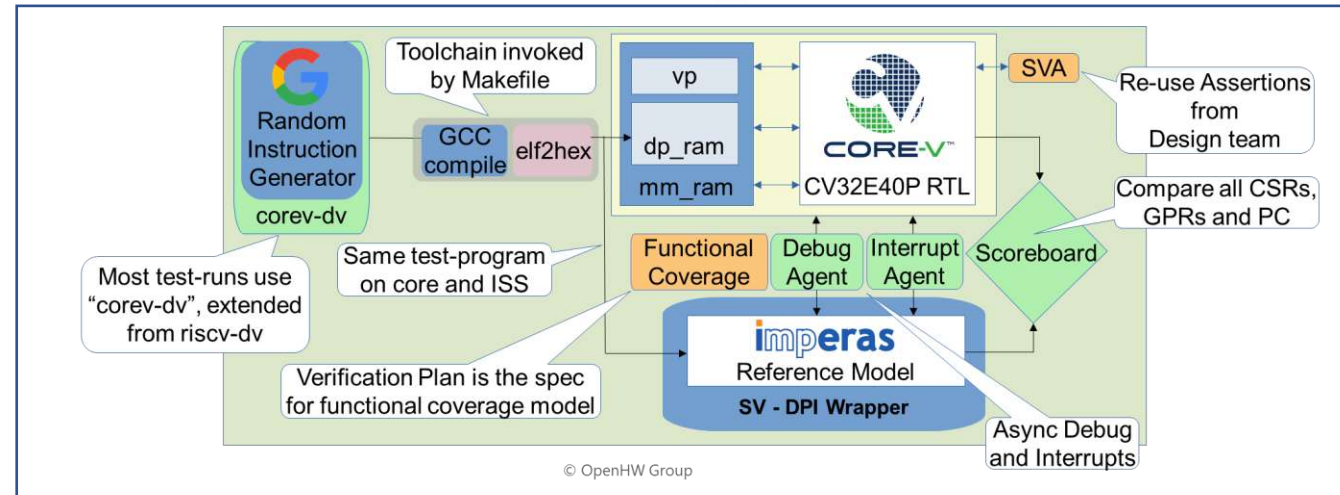 Toolchain invoked
by Makefile
Random
Instruction
Generator
corev-dv
GCC
compile
elf2hex
vp
dp_ram
mm_ram
CORE-V™
CV32E40P RTL
SVA
Re-use Assertions
from
Design team
Compare all CSRs,
GPRs and PC
Scoreboard
Most test-runs use
“corev-dv”, extended
from riscv-dv
Same test-program
on core and ISS
Functional
Coverage
Debug
Agent
Interrupt
Agent
Verification Plan is the spec
for functional coverage model
imperas
Reference Model
SV - DPI Wrapper
Async Debug
and Interrupts
© OpenHW Group